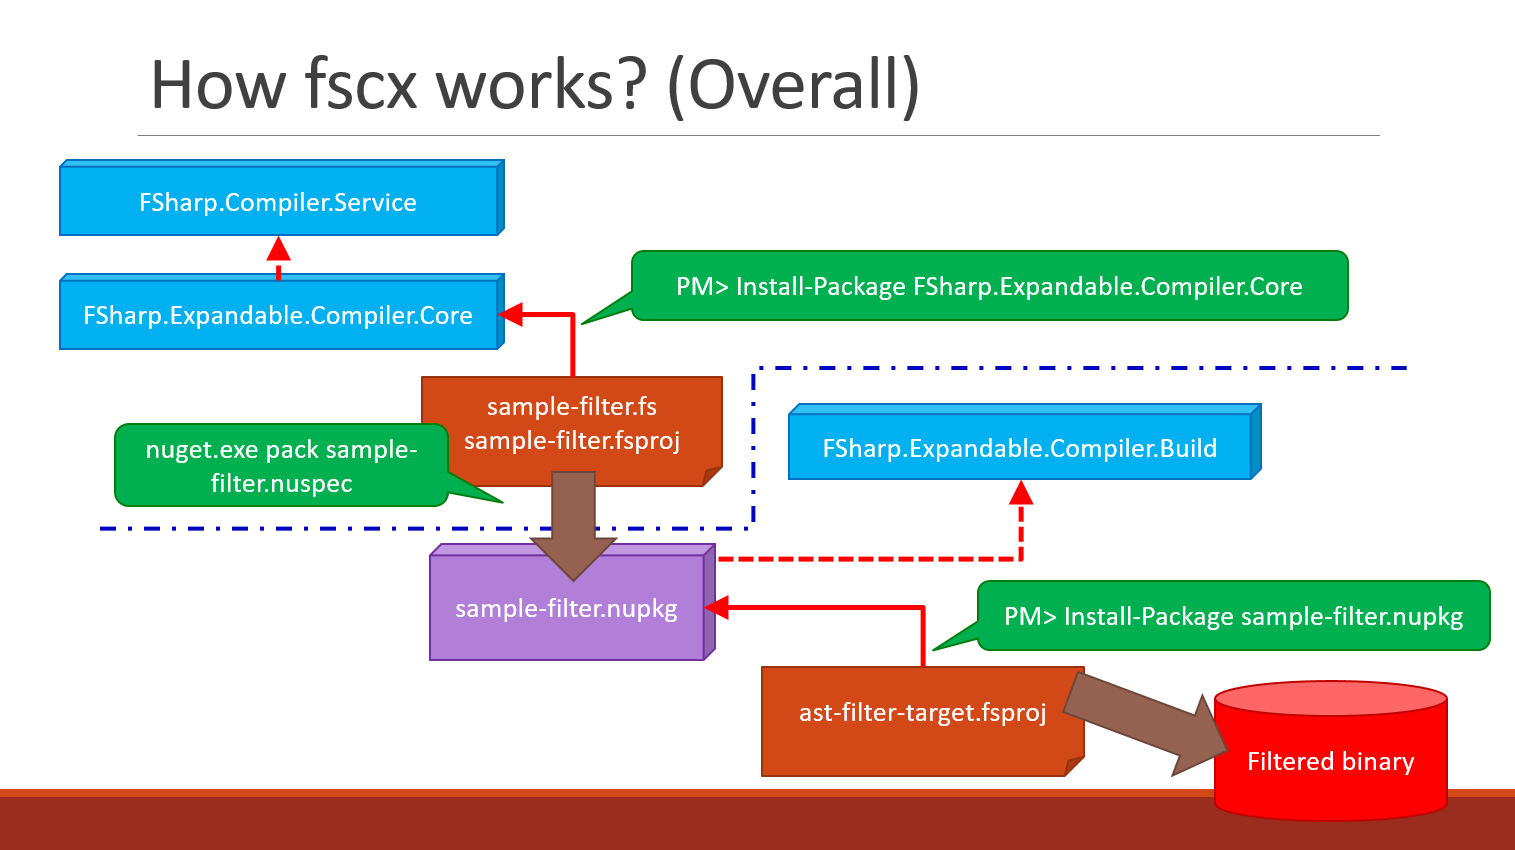 How fscx works? (Overall)
FSharp.Compiler.Service
FSharp.Expandable.Compiler.Core
PM> Install-Package FSharp.Expandable.Compiler.Core
sample-filter.fs
sample-filter.fsproj
nuget.exe pack sample-
filter.nuspec
FSharp.Expandable.Compiler.Build
sample-filter.nupkg
PM> Install-Package sample-filter.nupkg
ast-filter-target.fsproj
Filtered binary